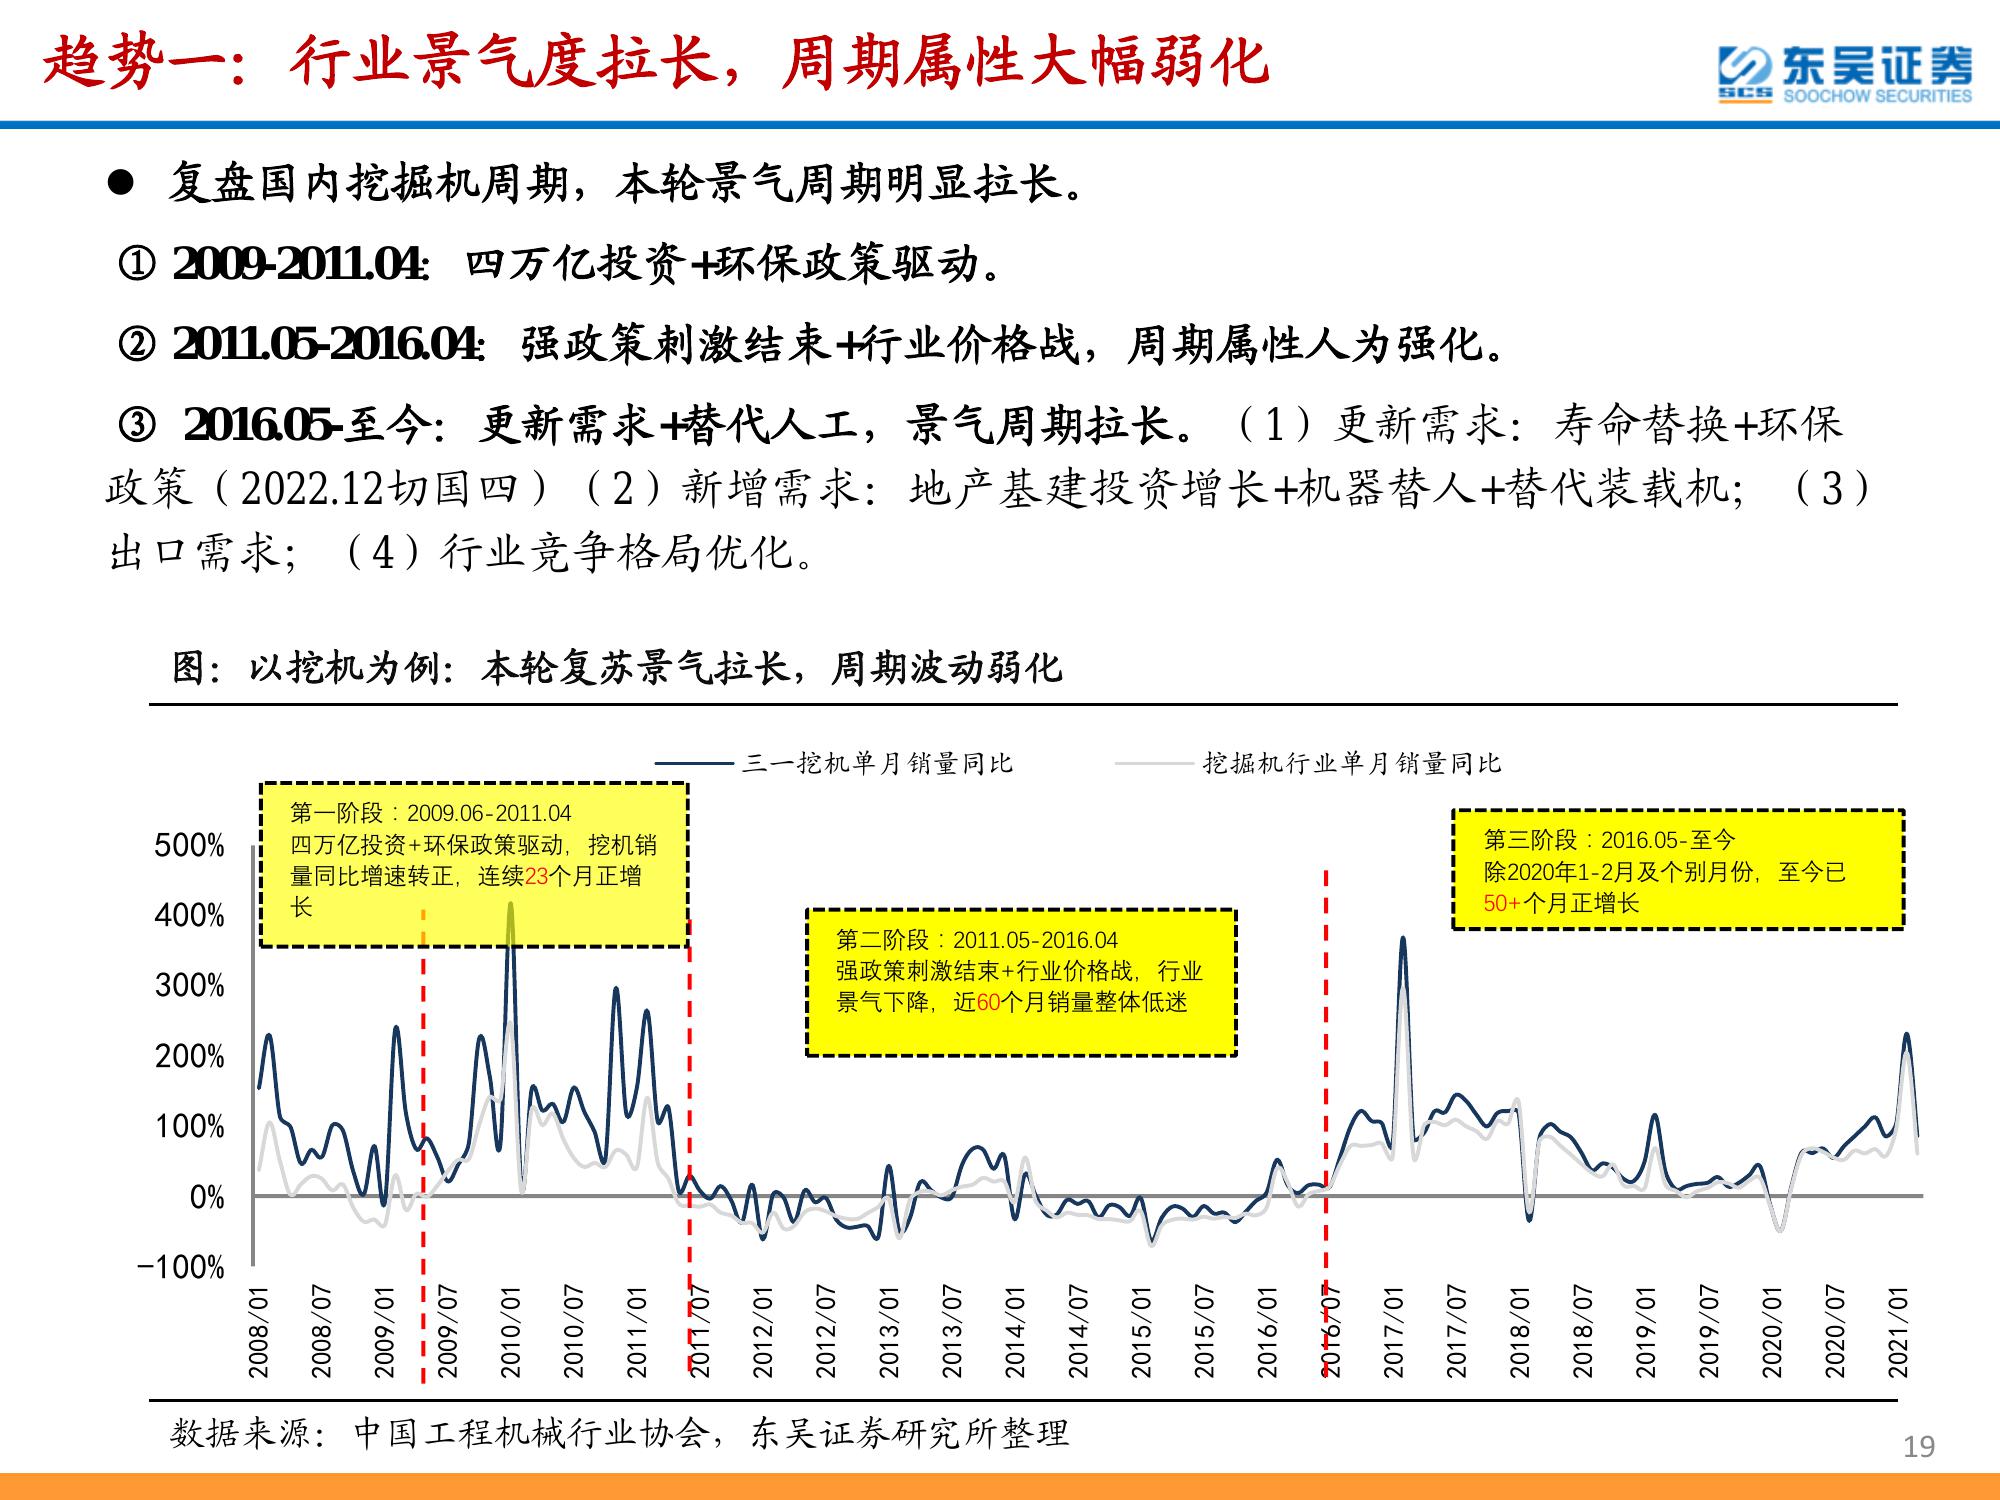 趋势一：行业景气度拉长，周期属性大幅弱化
东吴证券
SCS SOOCHOW SECURITIES
● 复盘国内挖掘机周期，本轮景气周期明显拉长。
① 2009-2011.04：四万亿投资+环保政策驱动。
② 2011.05-2016.04：强政策刺激结束+行业价格战，周期属性人为强化。
③ 2016.05-至今：更新需求+替代人工，景气周期拉长。（1）更新需求：寿命替换+环保
政策（2022.12切国四）（2）新增需求：地产基建投资增长+机器替人+替代装载机；（3）
出口需求；（4）行业竞争格局优化。
图：以挖机为例：本轮复苏景气拉长，周期波动弱化
三一挖机单月销量同比 挖掘机行业单月销量同比
第一阶段：2009.06-2011.04
四万亿投资+环保政策驱动，挖机销
量同比增速转正，连续23个月正增
长
第二阶段：2011.05-2016.04
强政策刺激结束+行业价格战，行业
景气下降，近60个月销量整体低迷
第三阶段：2016.05-至今
除2020年1-2月及个别月份，至今已
50+个月正增长
500%
400%
300%
200%
100%
0%
-100%
2008/01 2008/07 2009/01 2009/07 2010/01 2010/07 2011/01 2011/07 2012/01 2012/07 2013/01 2013/07 2014/01 2014/07 2015/01 2015/07 2016/01 2016/07 2017/01 2017/07 2018/01 2018/07 2019/01 2019/07 2020/01 2020/07 2021/01
数据来源：中国工程机械行业协会，东吴证券研究所整理
19